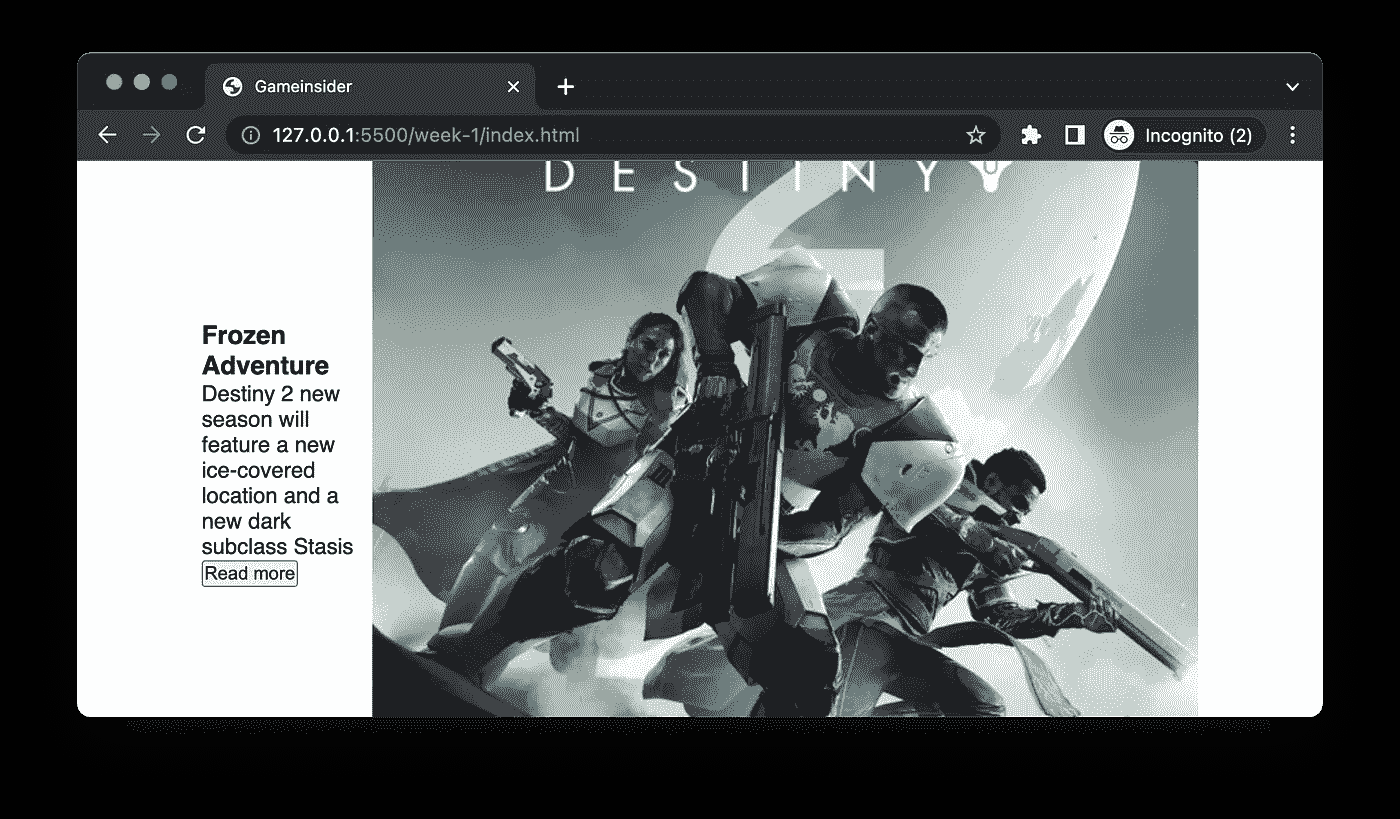 Gameinsider
127.0.0.1:5500/week-1/index.html
Incognito (2)
DESTINY
Frozen
Adventure
Destiny 2 new
season will
feature a new
ice-covered
location and a
new dark
subclass Stasis
Read more